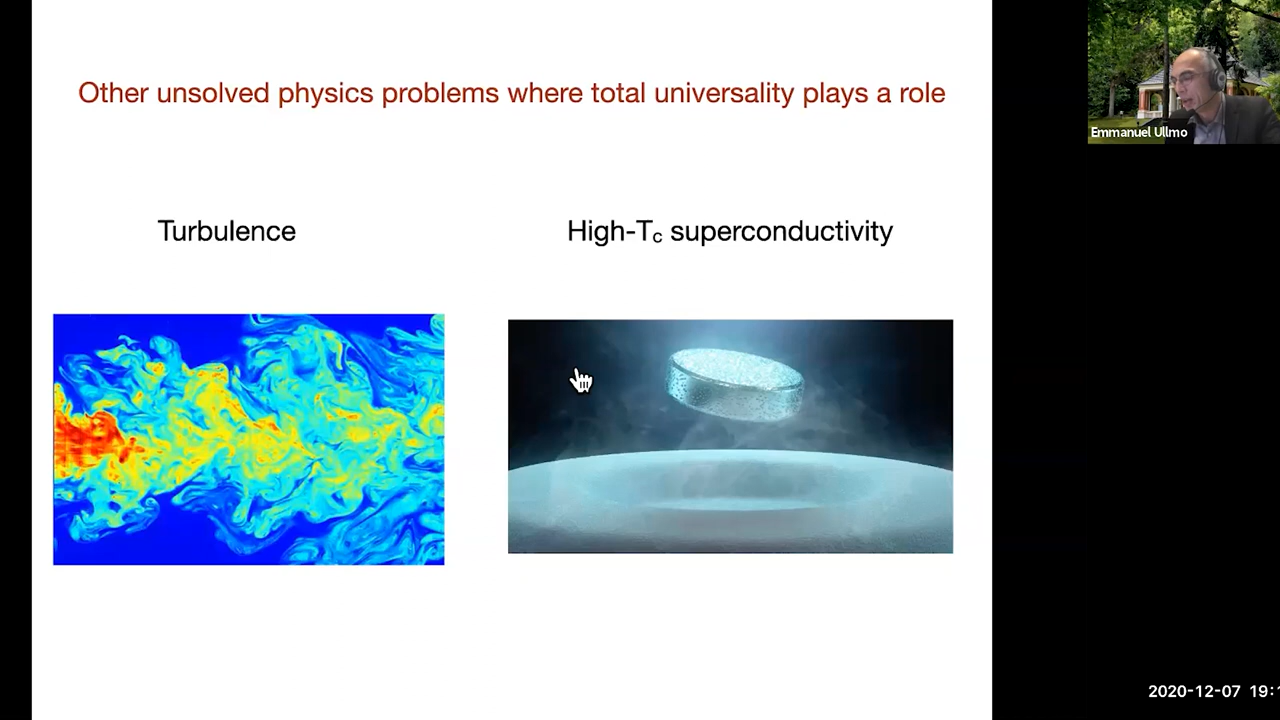 Other unsolved physics problems where total universality plays a role
Emmanuel Ullmo
Turbulence
High-Tc superconductivity
2020-12-07 19:1